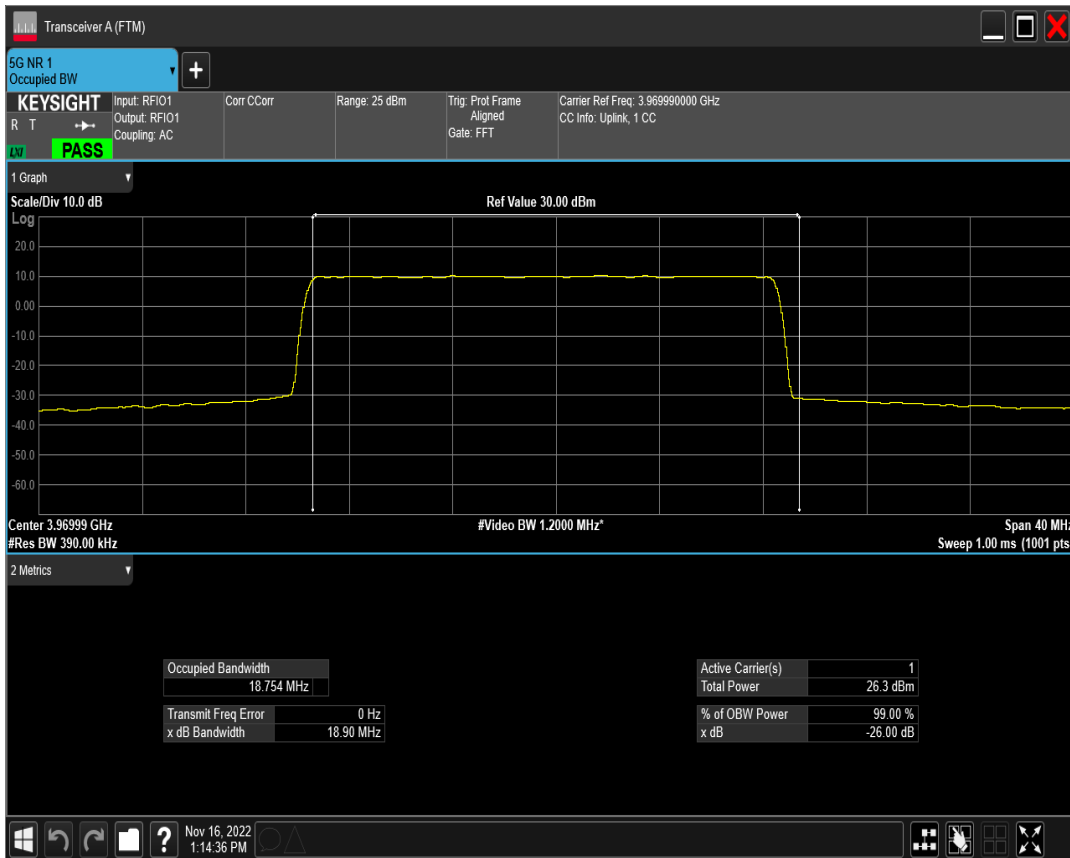 Transceiver A (FTM)
5G NR 1
Occupied BW
+
KEYSIGHT
R T
LXI
PASS
Input: RFIO1
Output: RFIO1
Coupling: AC
Corr CCorr
Range: 25 dBm
Trig: Prot Frame
Aligned
Gate: FFT
Carrier Ref Freq: 3.969990000 GHz
CC Info: Uplink, 1 CC
1 Graph
Scale/Div 10.0 dB
Ref Value 30.00 dBm
Log
20.0
10.0
0.00
-10.0
-20.0
-30.0
-40.0
-50.0
-60.0
Center 3.96999 GHz
#Video BW 1.2000 MHz*
Span 40 MHz
#Res BW 390.00 kHz
Sweep 1.00 ms (1001 pts
2 Metrics
Occupied Bandwidth
18.754 MHz
Transmit Freq Error 0 Hz
x dB Bandwidth 18.90 MHz
Active Carrier(s) 1
Total Power 26.3 dBm
% of OBW Power 99.00 %
x dB -26.00 dB
?
Nov 16, 2022
1:14:36 PM